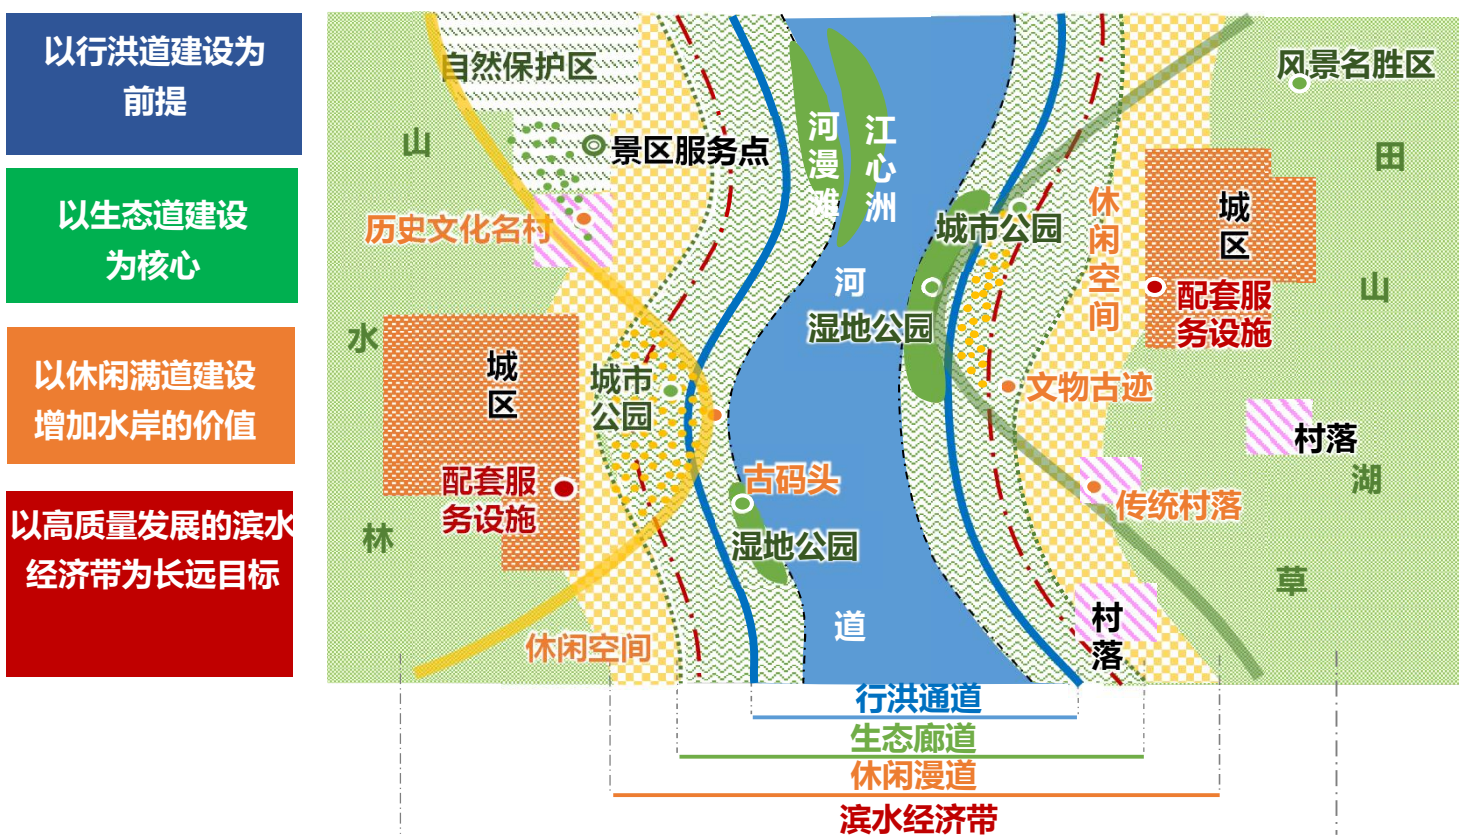 以行洪道建设为
前提
以生态道建设
为核心
以休闲满道建设
增加水岸的价值
以高质量发展的滨水
经济带为长远目标
自然保护区
风景名胜区
山
景区服务点
河漫滩
江心洲
田
历史文化名村
城市公园
休闲空间
城区
水
河
湿地公园
配套服
务设施
山
城区
城市
公园
文物古迹
村落
配套服
务设施
古码头
传统村落
湖
林
湿地公园
草
休闲空间
道
村落
行洪通道
生态廊道
休闲漫道
滨水经济带